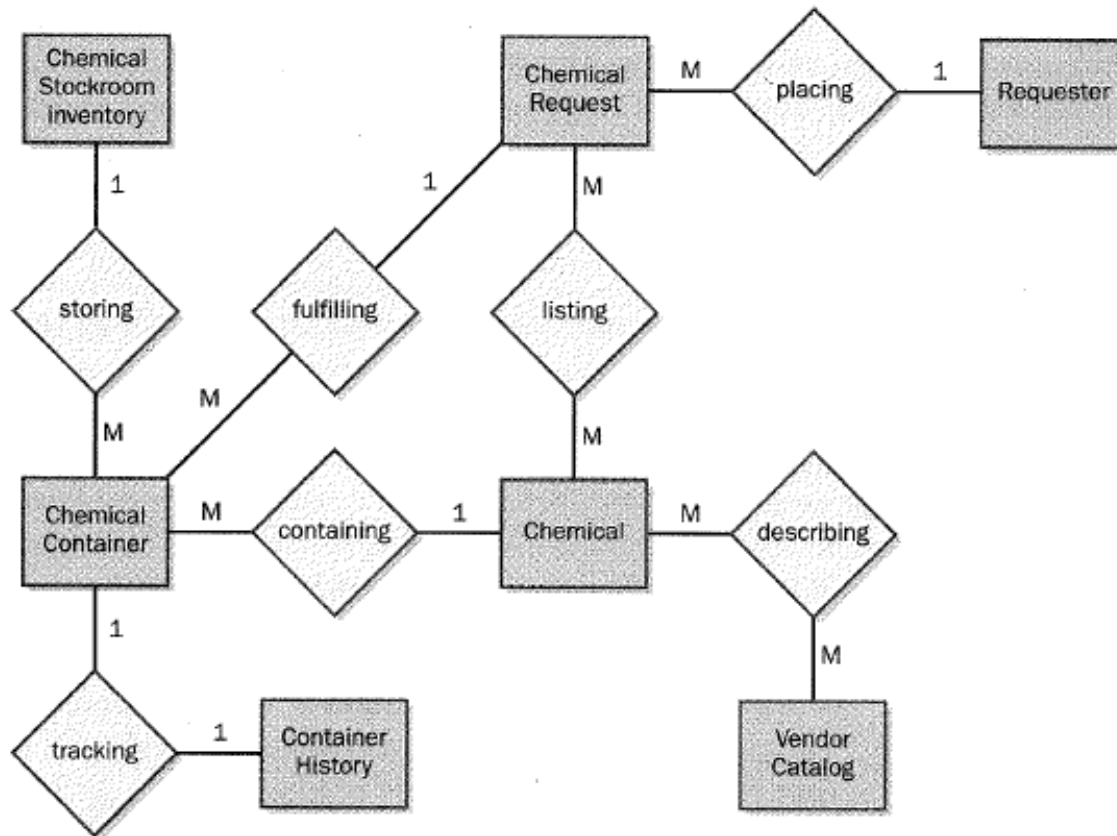 Chemical
Stockroom
inventory
Chemical
Request
M
placing
1
Requester
1
1
M
storing
fulfilling
listing
M
M
M
Chemical
Container
M
containing
1
Chemical
M
describing
1
M
tracking
1
Container
History
Vendor
Catalog